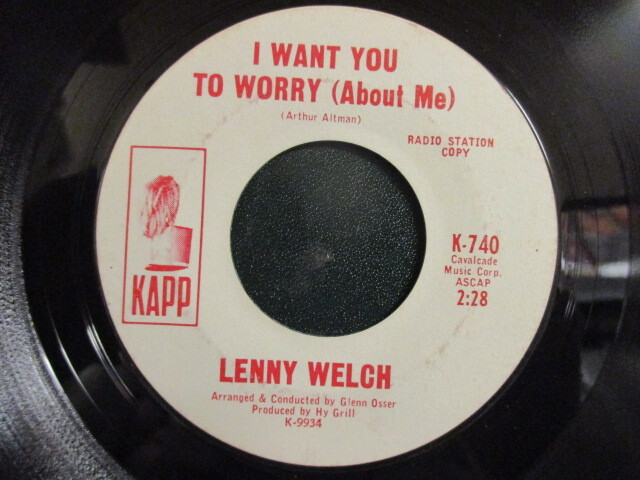 I WANT YOU
TO WORRY (About Me)
(Arthur Altman)
RADIO STATION
COPY
KAPP
K-740
Cavalcade
Music Corp.
ASCAP
2:28
LENNY WELCH
Arranged & Conducted by Glenn Osser
Produced by Hy Grill
K-9934